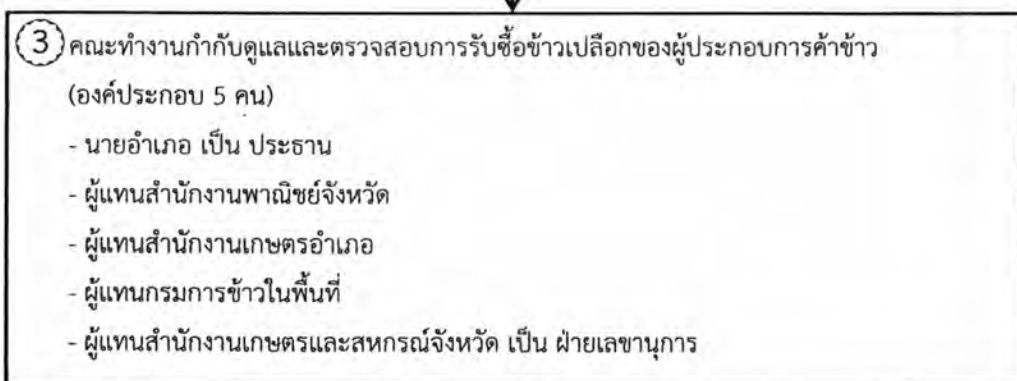 3 คณะทำงานกำกับดูแลและตรวจสอบการรับซื้อข้าวเปลือกของผู้ประกอบการค้าข้าว
(องค์ประกอบ 5 คน)
- นายอำเภอ เป็น ประธาน
- ผู้แทนสำนักงานพาณิชย์จังหวัด
- ผู้แทนสำนักงานเกษตรอำเภอ
- ผู้แทนกรมการข้าวในพื้นที่
- ผู้แทนสำนักงานเกษตรและสหกรณ์จังหวัด เป็น ฝ่ายเลขานุการ